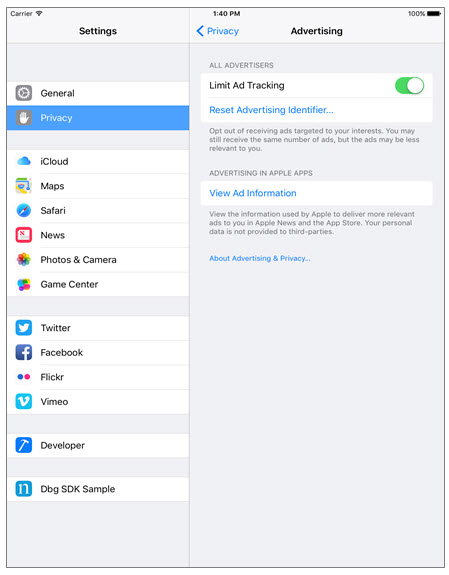 Carrier 1:40 PM 100%
Settings
Privacy Advertising
General
Privacy
iCloud
Maps
Safari
News
Photos & Camera
Game Center
Twitter
Facebook
Flickr
Vimeo
Developer
Dbg SDK Sample
ALL ADVERTISERS
Limit Ad Tracking
Reset Advertising Identifier...
Opt out of receiving ads targeted to your interests. You may
still receive the same number of ads, but the ads may be less
relevant to you.
ADVERTISING IN APPLE APPS
View Ad Information
View the information used by Apple to deliver more relevant
ads to you in Apple News and the App Store. Your personal
data is not provided to third-parties.
About Advertising & Privacy...